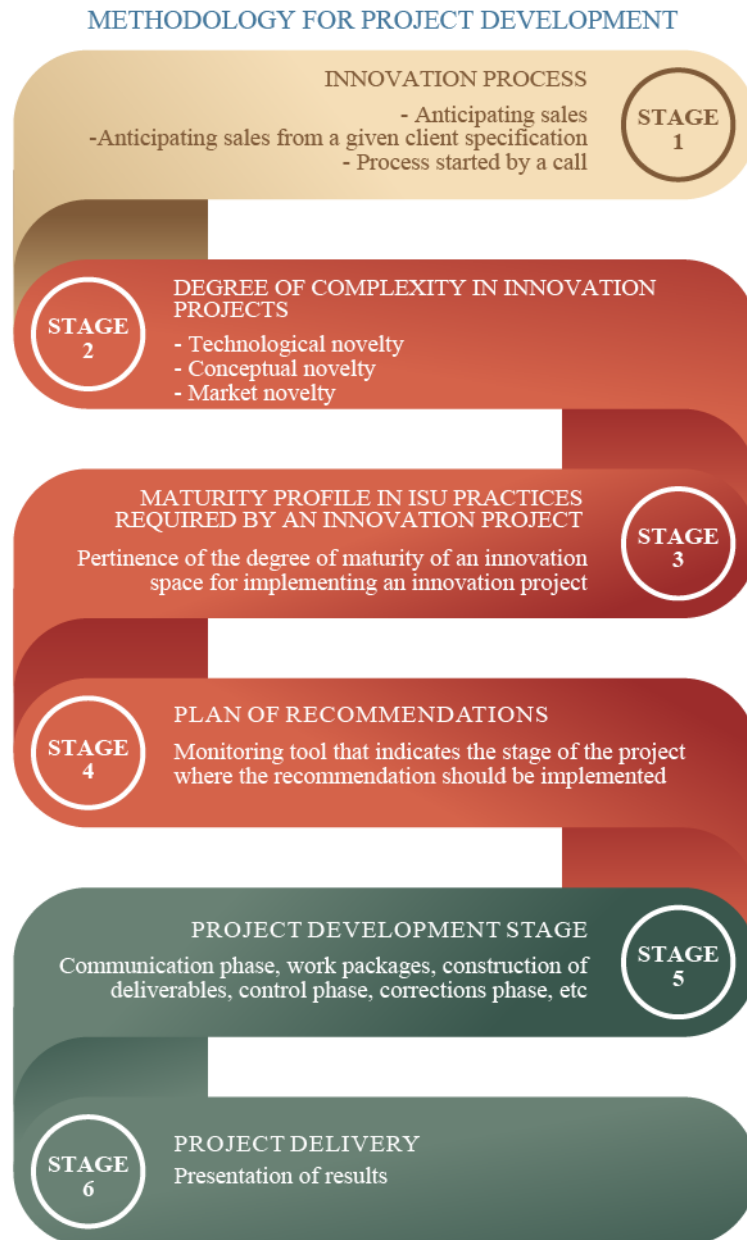 METHODOLOGY FOR PROJECT DEVELOPMENT
INNOVATION PROCESS
- Anticipating sales
-Anticipating sales from a given client specification
- Process started by a call
STAGE
1
STAGE
2
DEGREE OF COMPLEXITY IN INNOVATION
PROJECTS
- Technological novelty
- Conceptual novelty
- Market novelty
MATURITY PROFILE IN ISU PRACTICES
REQUIRED BY AN INNOVATION PROJECT
Pertinence of the degree of maturity of an innovation
space for implementing an innovation project
STAGE
3
STAGE
4
PLAN OF RECOMMENDATIONS
Monitoring tool that indicates the stage of the project
where the recommendation should be implemented
PROJECT DEVELOPMENT STAGE
Communication phase, work packages, construction of
deliverables, control phase, corrections phase, etc
STAGE
5
STAGE
6
PROJECT DELIVERY
Presentation of results